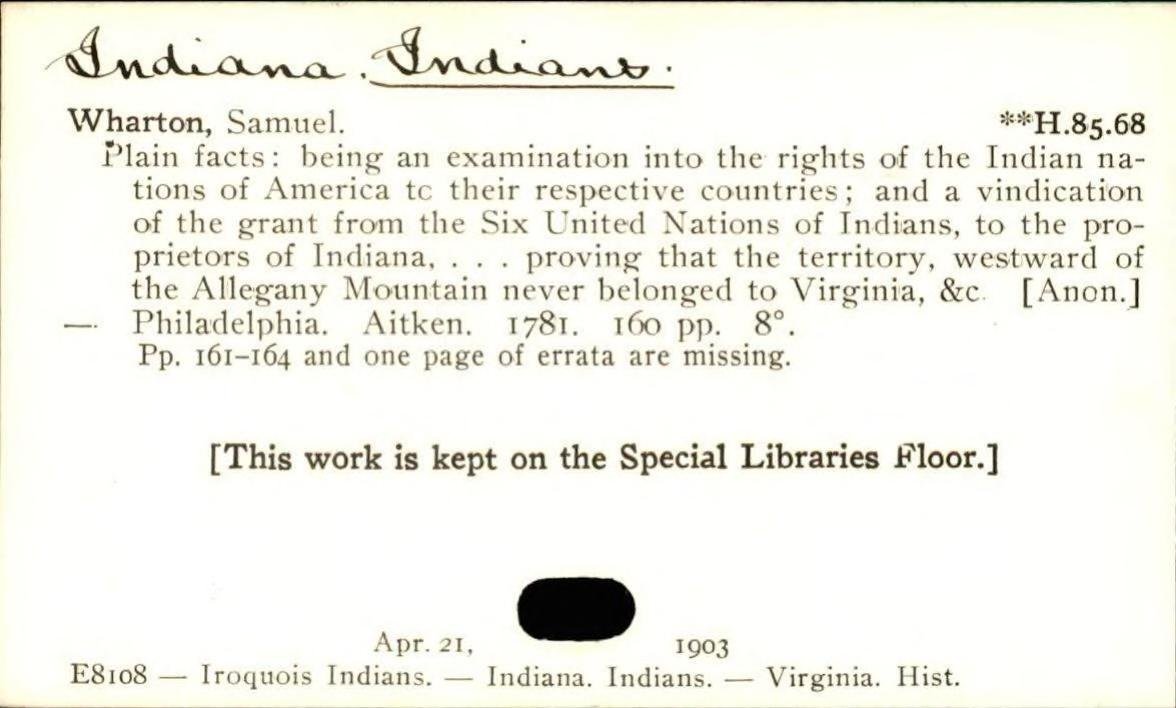 Indiana. Indians.
Wharton, Samuel. **H.85.68
Plain facts: being an examination into the rights of the Indian na-
tions of America tc their respective countries; and a vindication
of the grant from the Six United Nations of Indians, to the pro-
prietors of Indiana, . . . proving that the territory, westward of
the Allegany Mountain never belonged to Virginia, &c. [Anon.]
— Philadelphia. Aitken. 1781. 160 pp. 8°.
Pp. 161-164 and one page of errata are missing.
[This work is kept on the Special Libraries Floor.]
Apr. 21, 1903
E8108 — Iroquois Indians. — Indiana. Indians. — Virginia. Hist.